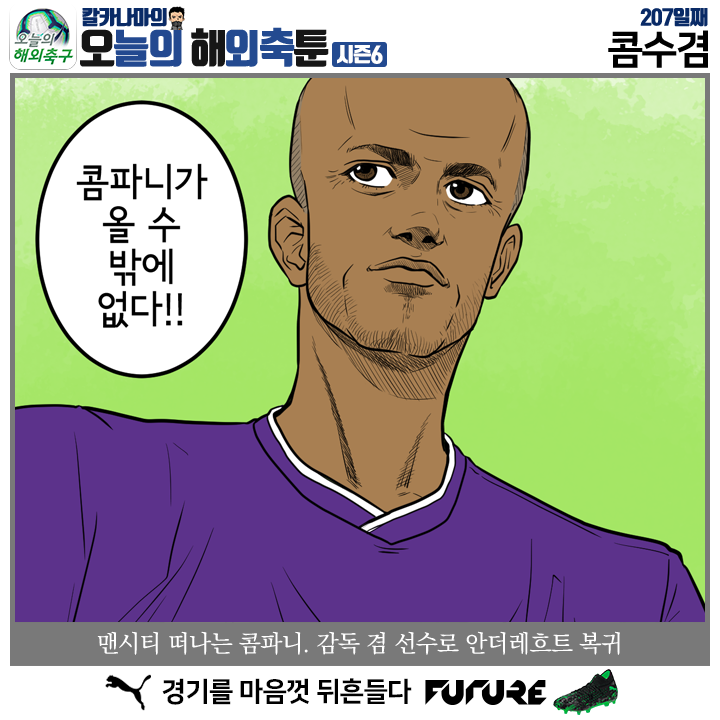 오늘의
해외축구
칼카나마의
오늘의 해외축툰
시즌6
207일째
콤수겸
콤파니가
올 수
밖에
없다!!
맨시티 떠나는 콤파니. 감독 겸 선수로 안더레흐트 복귀
경기를 마음껏 뒤흔들다 FUTURE